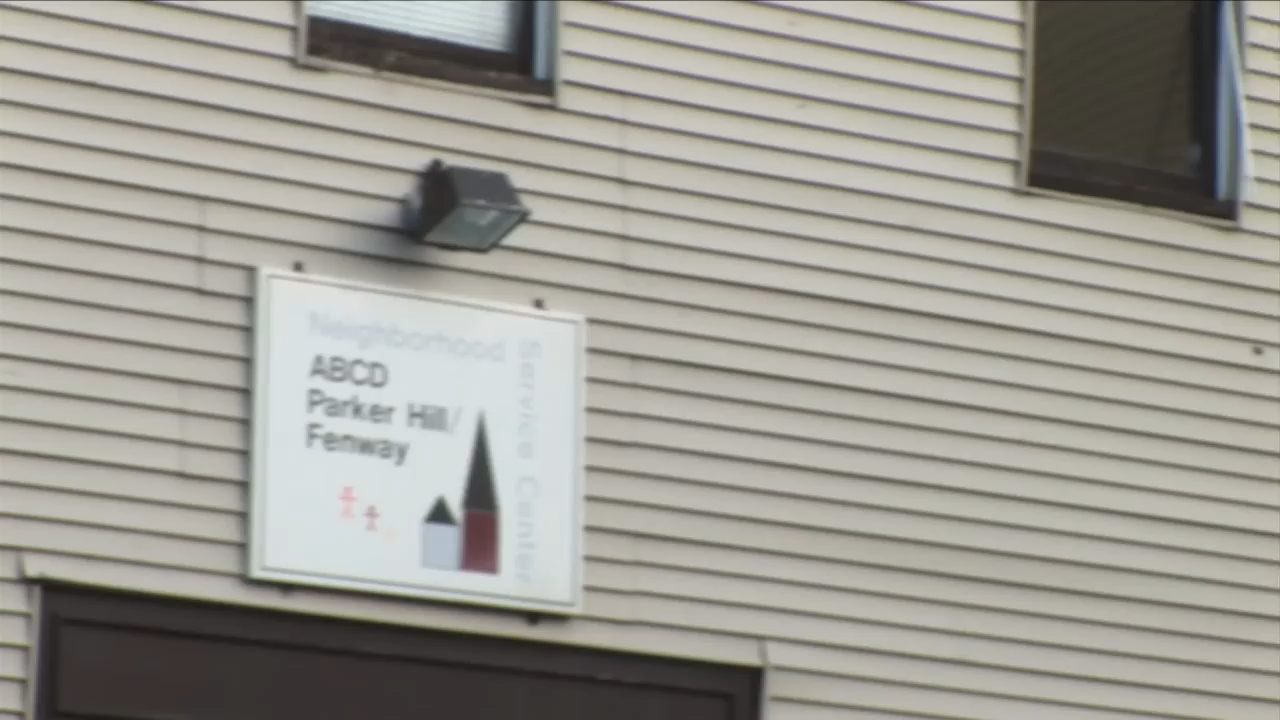 Neighborhood
Service Center
ABCD
Parker Hill/
Fenway